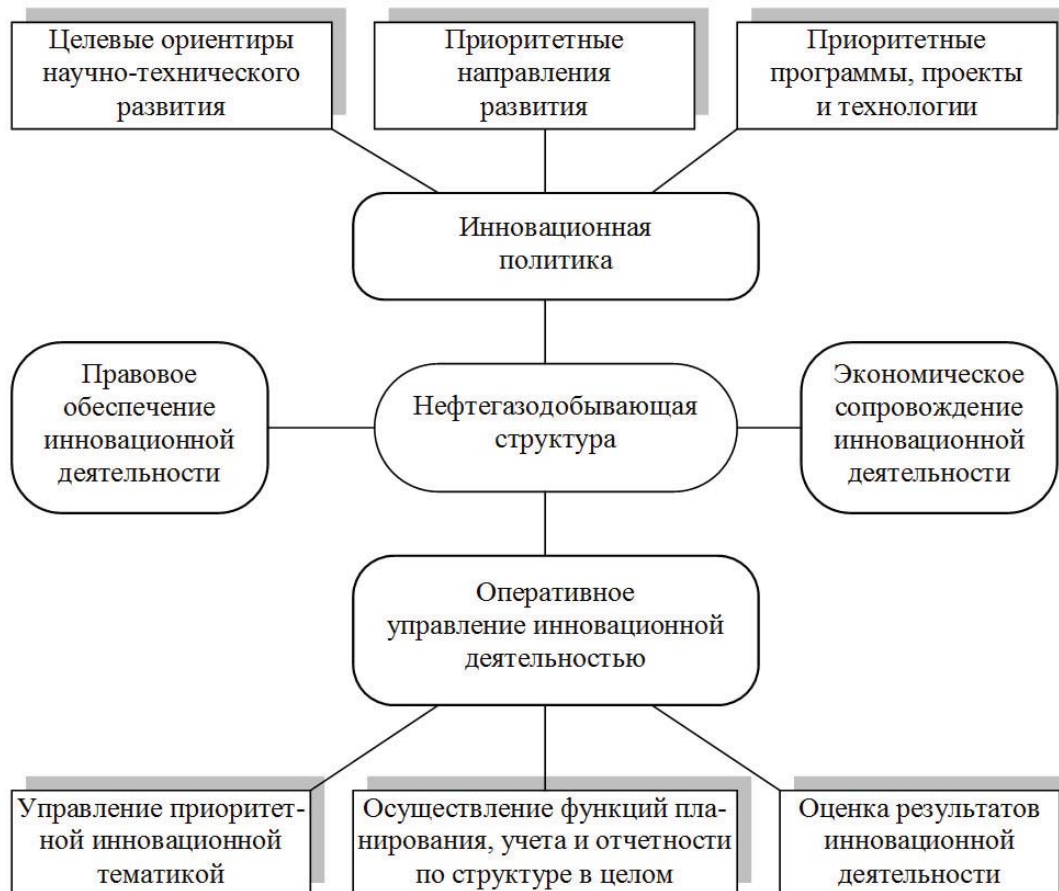 Целевые ориентиры
научно-технического
развития
Приоритетные
направления
развития
Приоритетные
программы, проекты
и технологии
Инновационная
политика
Правовое
обеспечение
инновационной
деятельности
Нефтегазодобывающая
структура
Экономическое
сопровождение
инновационной
деятельности
Оперативное
управление инновационной
деятельностью
Управление приоритет-
ной инновационной
тематикой
Осуществление функций пла-
нирования, учета и отчетности
по структуре в целом
Оценка результатов
инновационной
деятельности